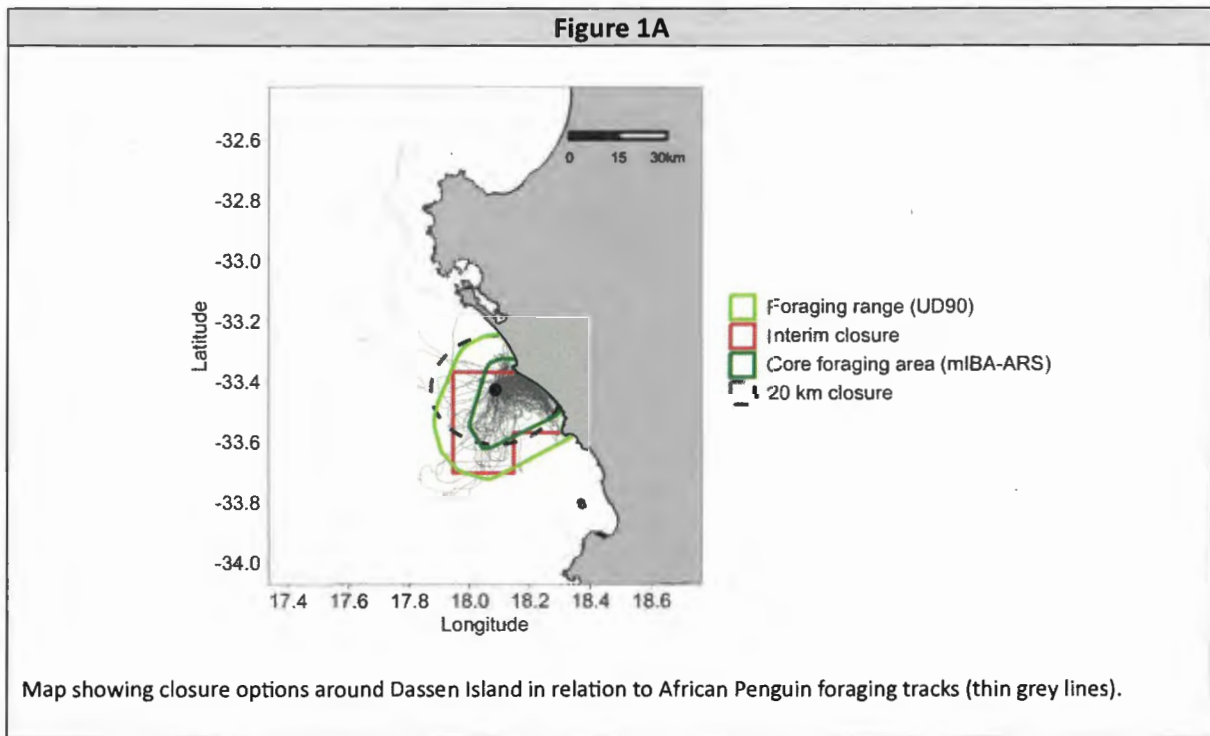 Figure 1A
0 15 30km
-32.6
-32.8
-33.0
-33.2
-33.4
-33.6
-33.8
-34.0
Latitude
17.4 17.6 17.8 18.0 18.2 18.4 18.6
Longitude
Foraging range (UD90)
Interim closure
Core foraging area (mIBA-ARS)
20 km closure
Map showing closure options around Dassen Island in relation to African Penguin foraging tracks (thin grey lines).